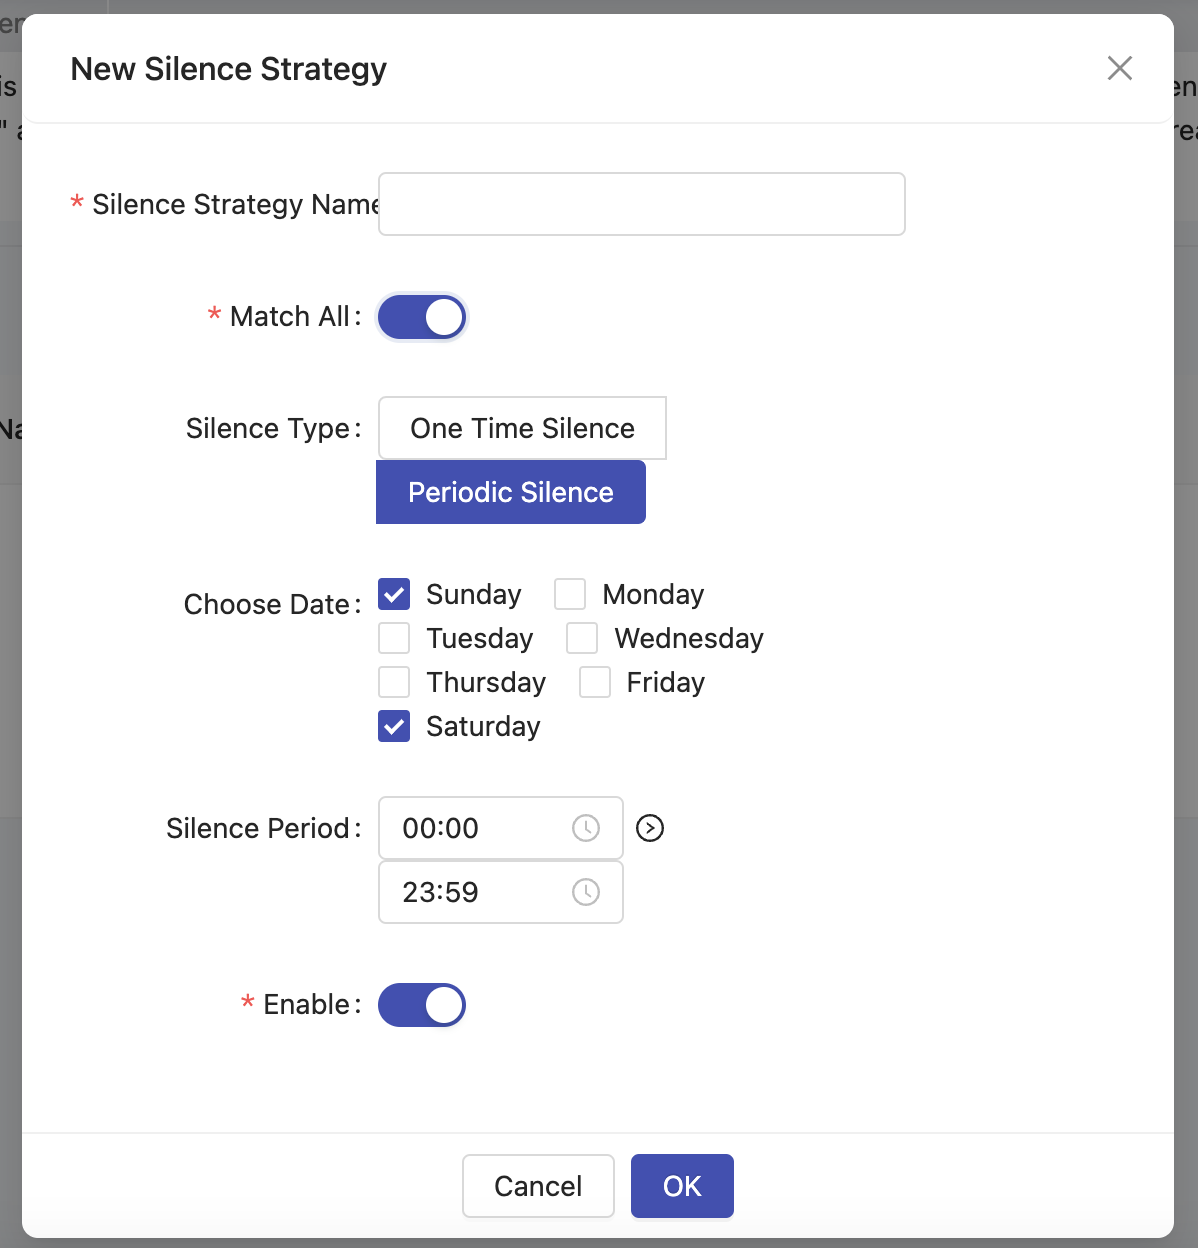 New Silence Strategy
* Silence Strategy Name
* Match All:
Silence Type: One Time Silence
Periodic Silence
Choose Date: Sunday Monday
Tuesday Wednesday
Thursday Friday
Saturday
Silence Period: 00:00
23:59
* Enable:
Cancel OK